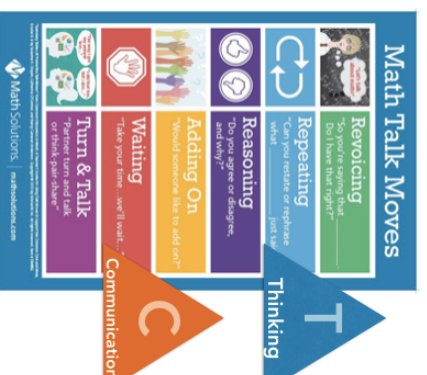 Math Talk Moves
Revoicing
"So you're saying that
Do I have that right?"
Repeating
"Can you restate or rephrase
what just said
Reasoning
"Do you agree or disagree,
and why?"
Adding On
"Would someone like to add on?"
Waiting
"Take your time...we'll wait...
Turn & Talk
"Partner turn and talk
or think-pair-share"
Math Solutions.
mathsolutions.com
T
Thinking
C
Communication